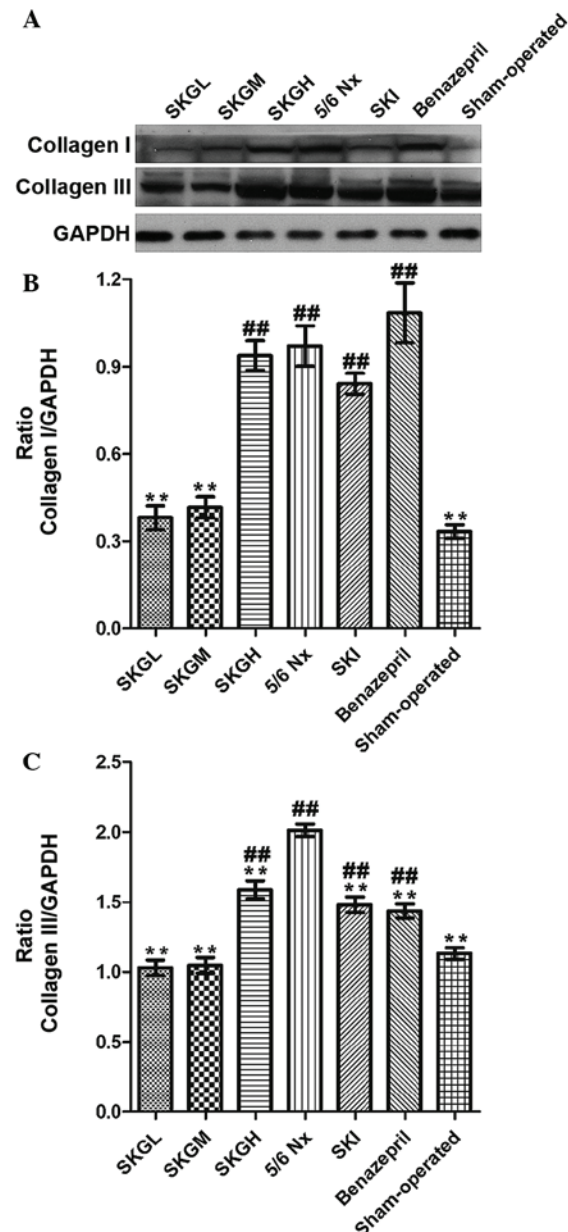 A
SKGL SKGM SKGH 5/6 Nx SKI Benazepril Sham-operated
Collagen I
Collagen III
GAPDH
B
Ratio
Collagen I/GAPDH
1.2
0.9
0.6
0.3
0.0
** ** ## ## ## ## **
SKGL SKGM SKGH 5/6 Nx SKI Benazepril Sham-operated
C
Ratio
Collagen III/GAPDH
2.5
2.0
1.5
1.0
0.5
0.0
## ## ## ##
** ** ** ** ** **
SKGL SKGM SKGH 5/6 Nx SKI Benazepril Sham-operated